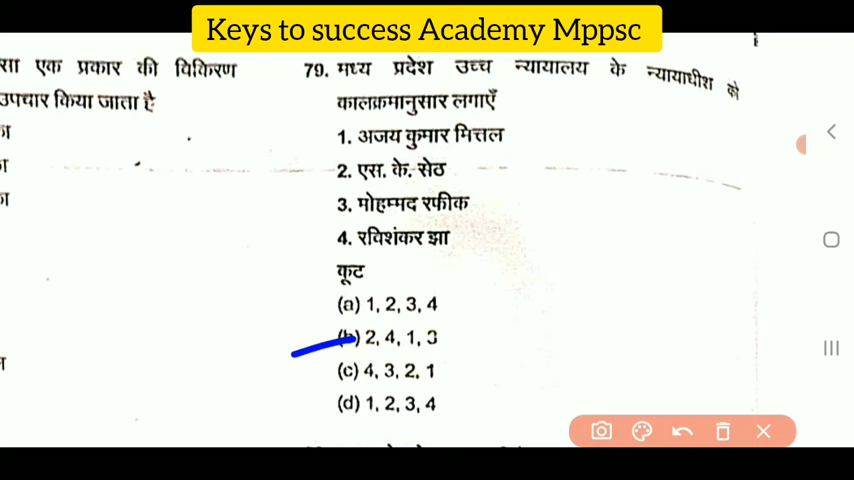 Keys to success Academy Mppsc
सा एक प्रकार की विकिरण
उपचार किया जाता है
79. मध्य प्रदेश उच्च न्यायालय के न्यायाधीश को
कालक्रमानुसार लगाएँ
1. अजय कुमार मित्तल
2. एस. के. सेठ
3. मोहम्मद रफीक
4. रविशंकर झा
कूट
(a) 1, 2, 3, 4
(b) 2, 4, 1, 3
(c) 4, 3, 2, 1
(d) 1, 2, 3, 4